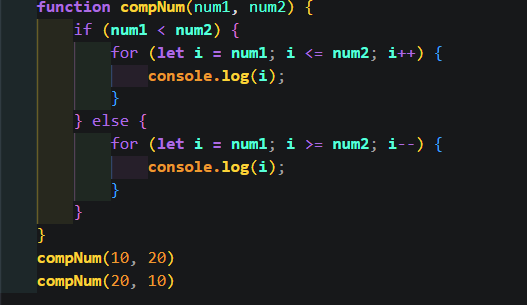 function compNum(num1, num2) {
if (num1 < num2) {
for (let i = num1; i <= num2; i++) {
console.log(i);
}
} else {
for (let i = num1; i >= num2; i--) {
console.log(i);
}
}
}
compNum(10, 20)
compNum(20, 10)